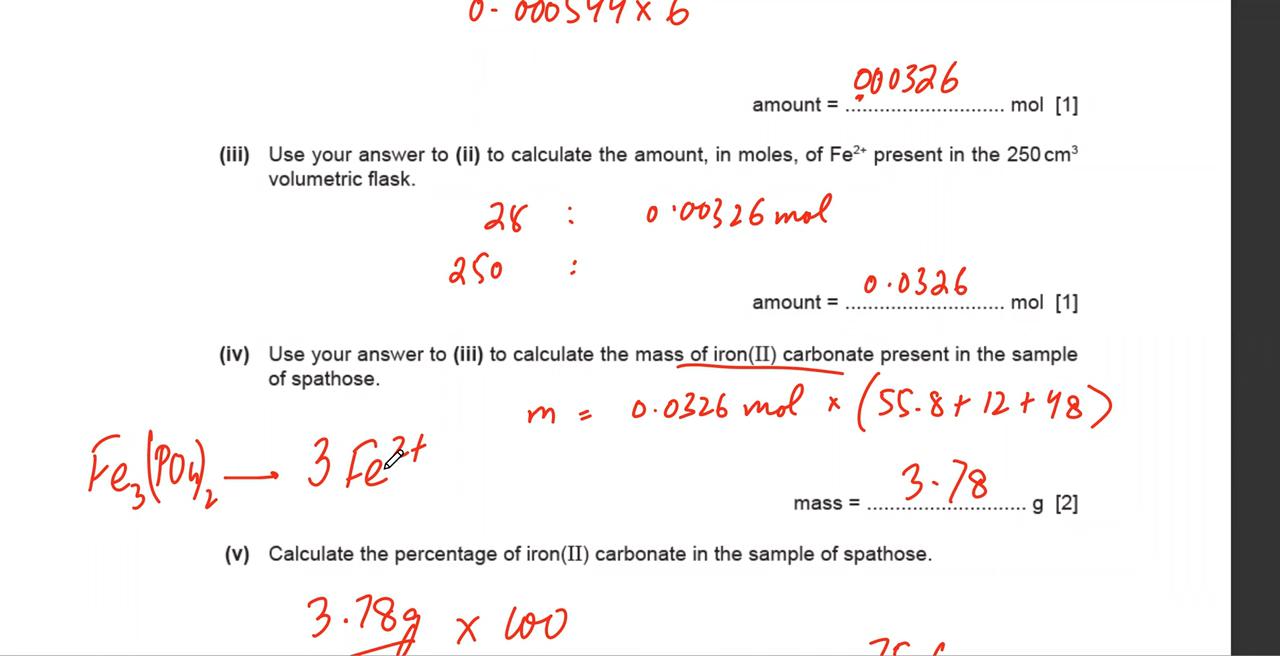 0.000544 x 6
000326
amount = ........................... mol [1]
(iii) Use your answer to (ii) to calculate the amount, in moles, of Fe²⁺ present in the 250 cm³
volumetric flask.
28 : 0.00326 mol
250 :
0.0326
amount = ........................... mol [1]
(iv) Use your answer to (iii) to calculate the mass of iron(II) carbonate present in the sample
of spathose.
m = 0.0326 mol x (55.8 + 12 + 48)
Fe₃(PO₄)₂ → 3 Fe²⁺
3.78
mass = ........................... g [2]
(v) Calculate the percentage of iron(II) carbonate in the sample of spathose.
3.78g x 100